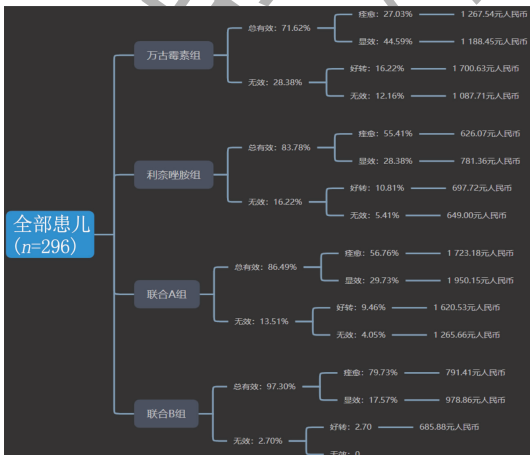 全部患儿
(n=296)
万古霉素组
总有效：71.62%
痊愈：27.03%
1 267.54元人民币
显效：44.59%
1 188.45元人民币
无效：28.38%
好转：16.22%
1 700.63元人民币
无效：12.16%
1 087.71元人民币
利奈唑胺组
总有效：83.78%
痊愈：55.41%
626.07元人民币
显效：28.38%
781.36元人民币
无效：16.22%
好转：10.81%
697.72元人民币
无效：5.41%
649.00元人民币
联合A组
总有效：86.49%
痊愈：56.76%
1 723.18元人民币
显效：29.73%
1 950.15元人民币
无效：13.51%
好转：9.46%
1 620.53元人民币
无效：4.05%
1 265.66元人民币
联合B组
总有效：97.30%
痊愈：79.73%
791.41元人民币
显效：17.57%
978.86元人民币
无效：2.70%
好转：2.70
685.88元人民币
无效：0